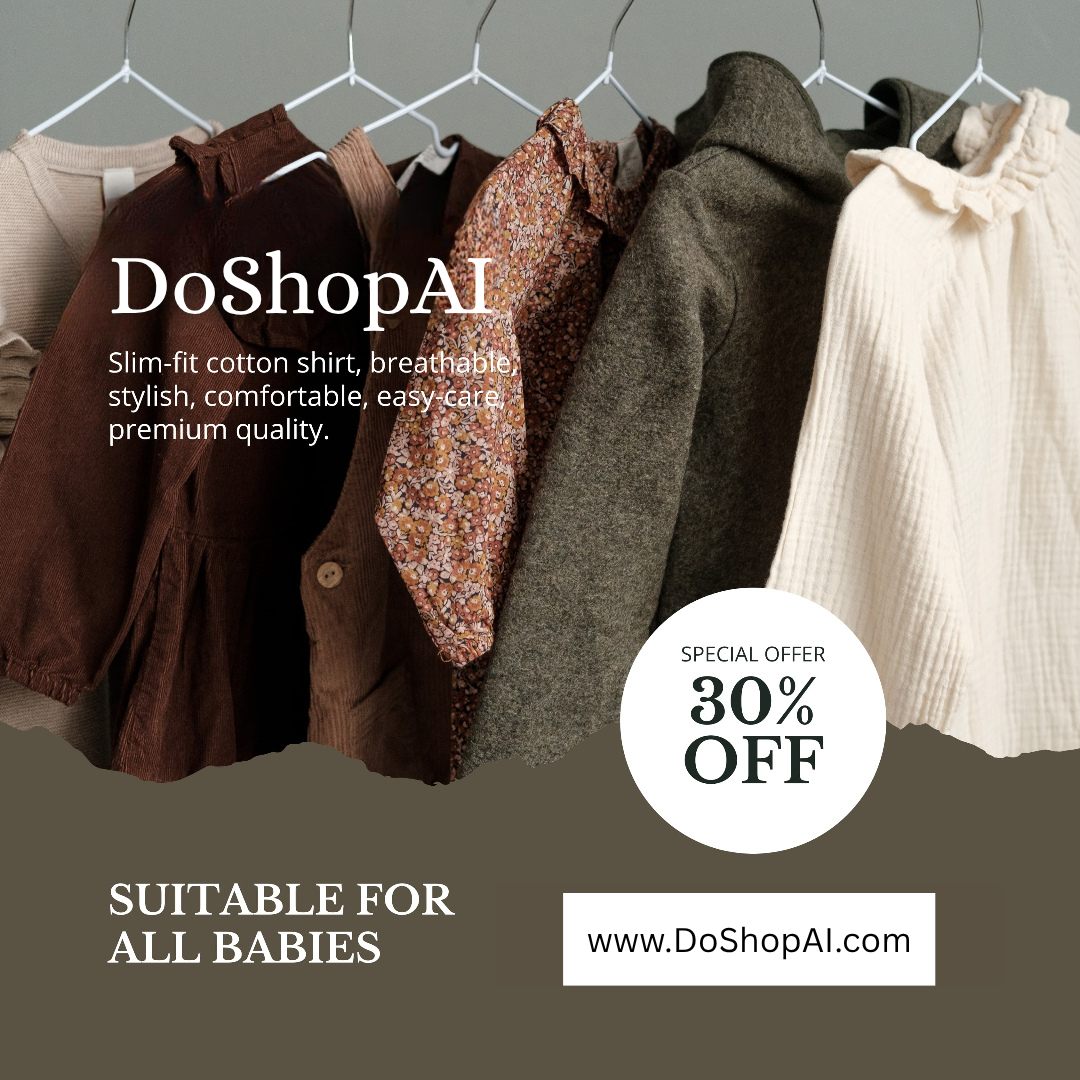 DoShopAI
Slim-fit cotton shirt, breathable,
stylish, comfortable, easy-care,
premium quality.
SPECIAL OFFER
30%
OFF
SUITABLE FOR
ALL BABIES
www.DoShopAI.com